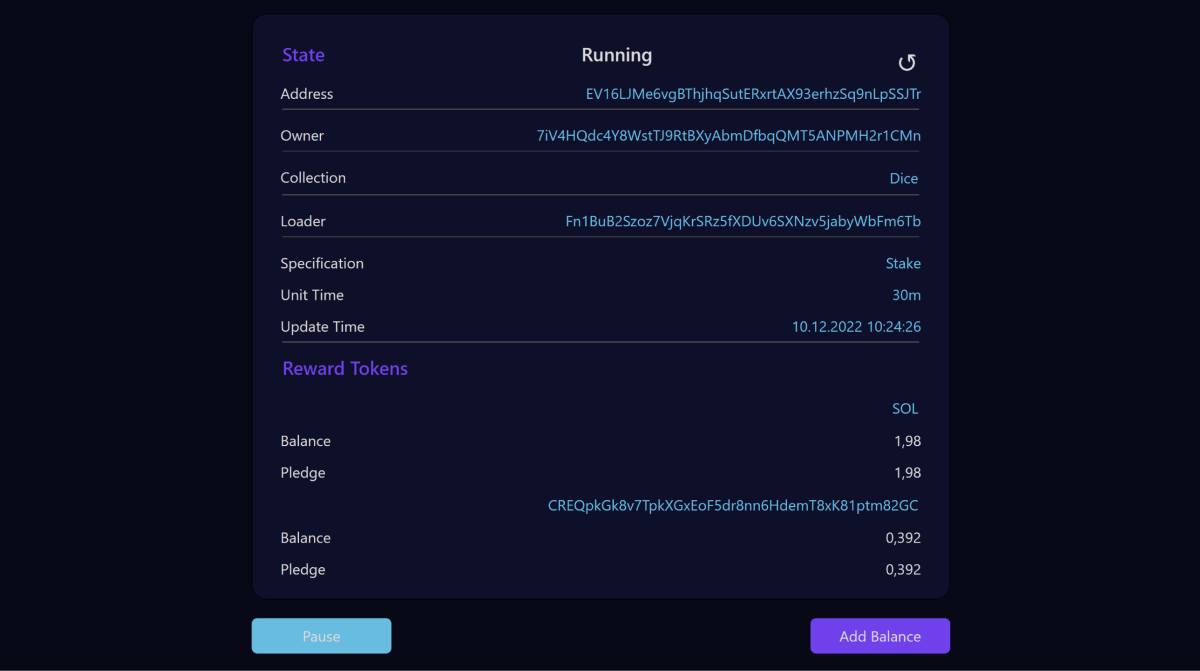 State Running
Address EV16LJMe6vgBThjhqSutERxrtAX93erhzSq9nLpSSJTr
Owner 7iV4HQdc4Y8WstTJ9RtBXyAbmDfbqQMT5ANPMH2r1CMn
Collection Dice
Loader Fn1BuB2Szoz7VjqKrSRz5fXDUv6SXNzv5jabyWbFm6Tb
Specification Stake
Unit Time 30m
Update Time 10.12.2022 10:24:26
Reward Tokens
SOL
Balance 1,98
Pledge 1,98
CREQpkGk8v7TpkXGxEoF5dr8nn6HdemT8xK81ptm82GC
Balance 0,392
Pledge 0,392
Pause Add Balance